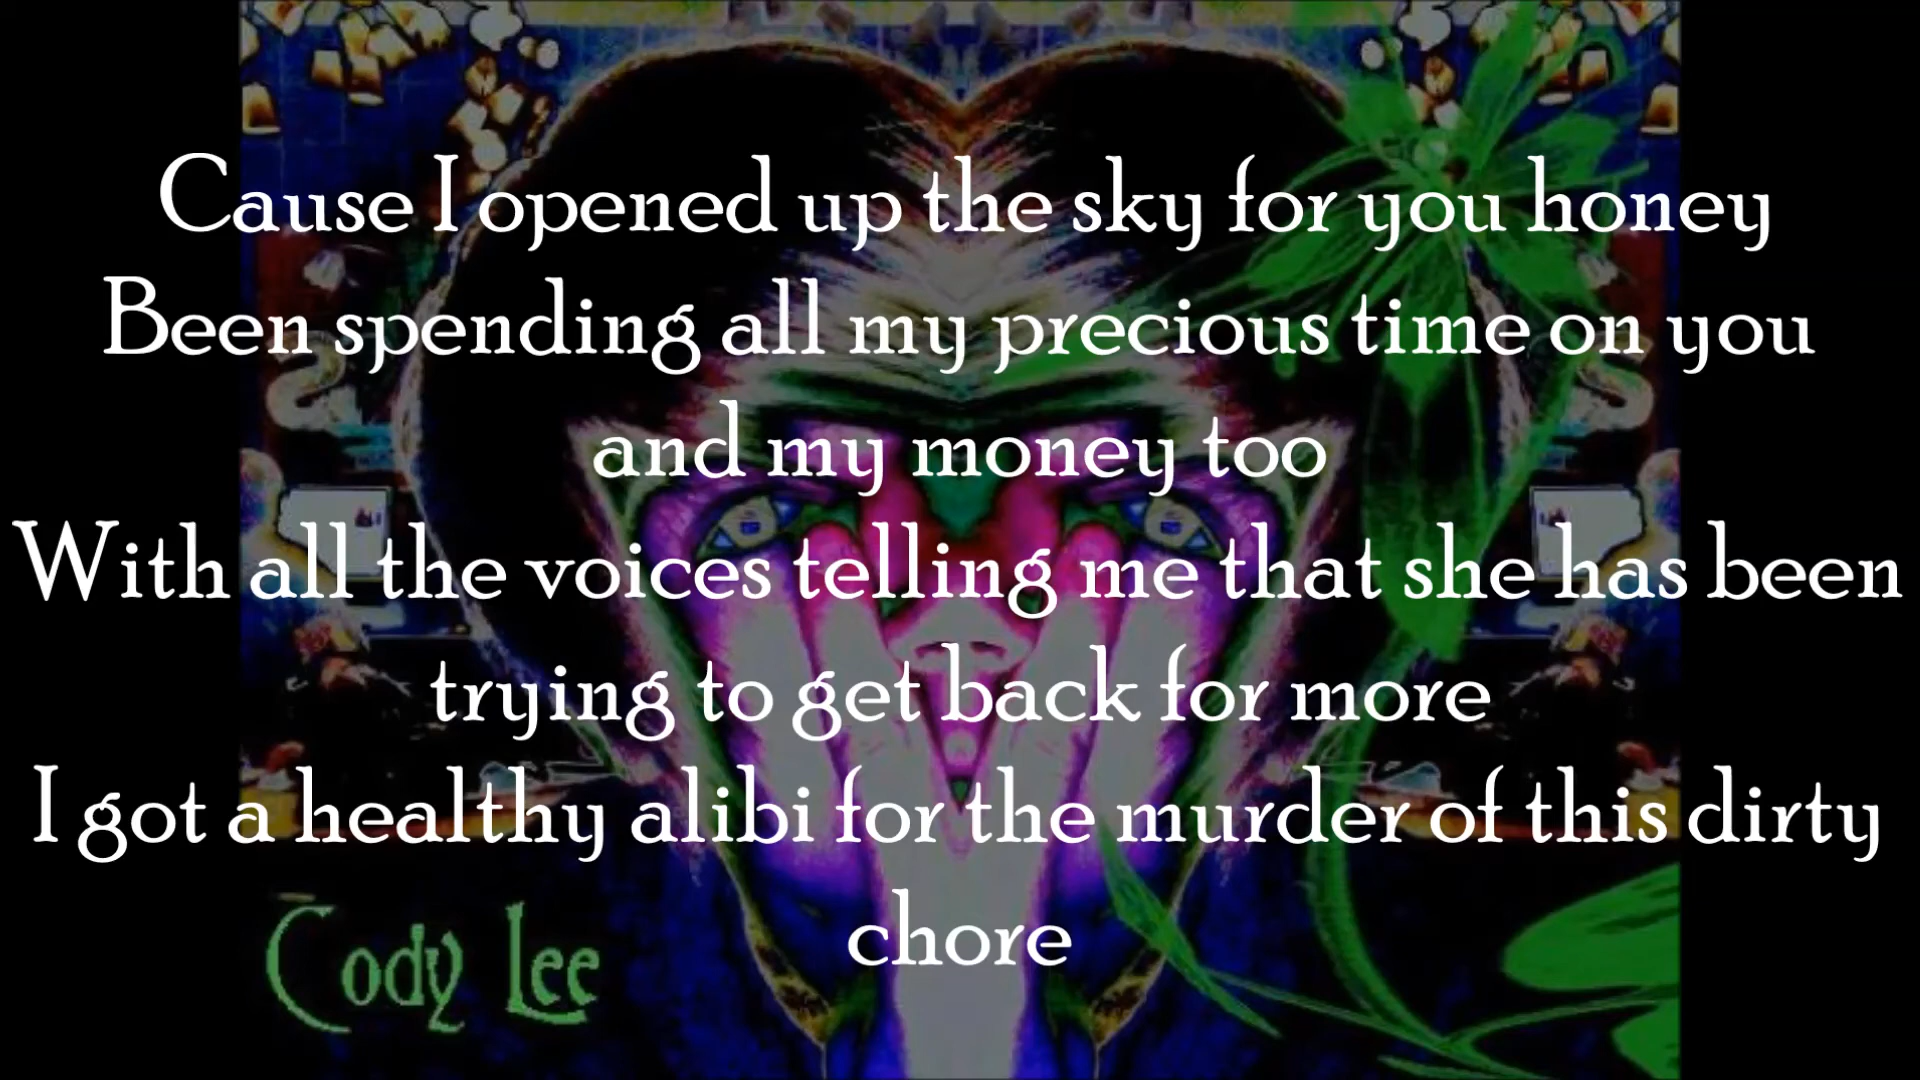 Cause I opened up the sky for you honey
Been spending all my precious time on you
and my money too
With all the voices telling me that she has been
trying to get back for more
I got a healthy alibi for the murder of this dirty
chore
Cody Lee